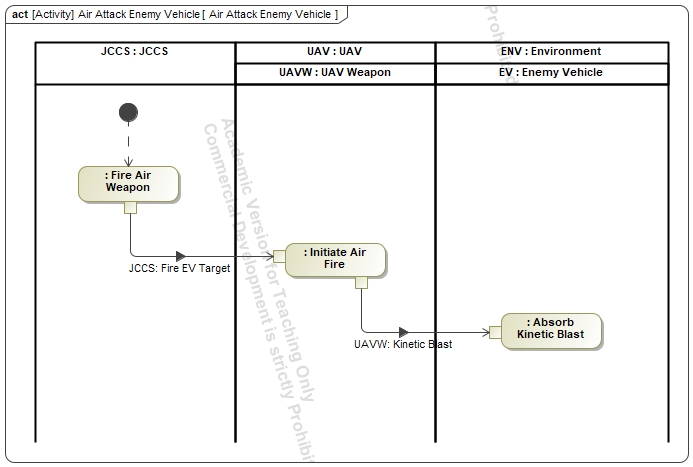 act [Activity] Air Attack Enemy Vehicle [ Air Attack Enemy Vehicle ]
JCCS : JCCS
UAV : UAV
ENV : Environment
UAVW : UAV Weapon
EV : Enemy Vehicle
: Fire Air
Weapon
JCCS: Fire EV Target
: Initiate Air
Fire
UAVW: Kinetic Blast
: Absorb
Kinetic Blast
Academic Version for Teaching Only
Commercial Development is strictly Prohibi
Prohibited